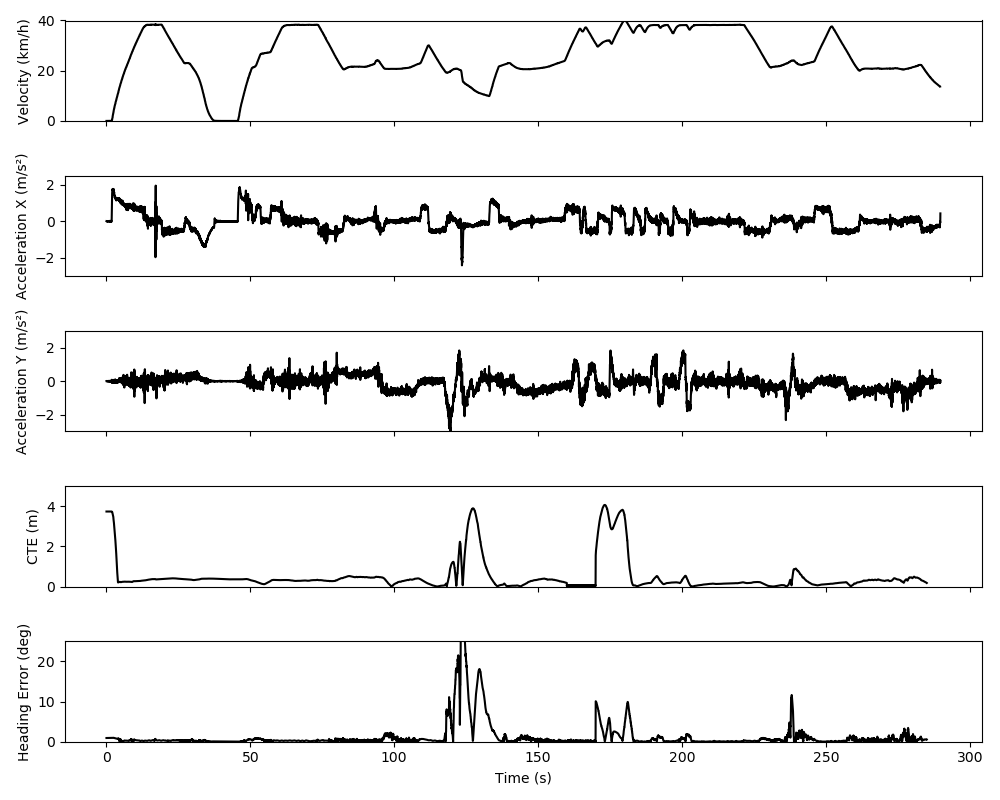 Velocity (km/h)
40
20
0
Acceleration X (m/s²)
2
0
−2
Acceleration Y (m/s²)
2
0
−2
CTE (m)
4
2
0
Heading Error (deg)
20
10
0
0 50 100 150 200 250 300
Time (s)